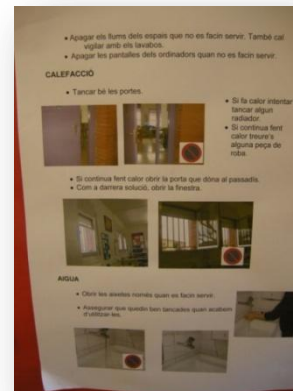 • Apagar els llums dels espais que no es facin servir. També cal
vigilar amb els lavabos.
• Apagar les pantalles dels ordinadors quan no es facin servir.
CALEFACCIÓ
• Tancar bé les portes.
• Si fa calor intentar
tancar algun
radiador.
• Si continua fent
calor treure's
alguna peça de
roba.
• Si continua fent calor obrir la porta que dóna al passadís.
• Com a darrera solució, obrir la finestra.
AIGUA
• Obrir les aixetes només quan es facin servir.
• Assegurar que quedin ben tancades quan acabem
d'utilitzar-les.